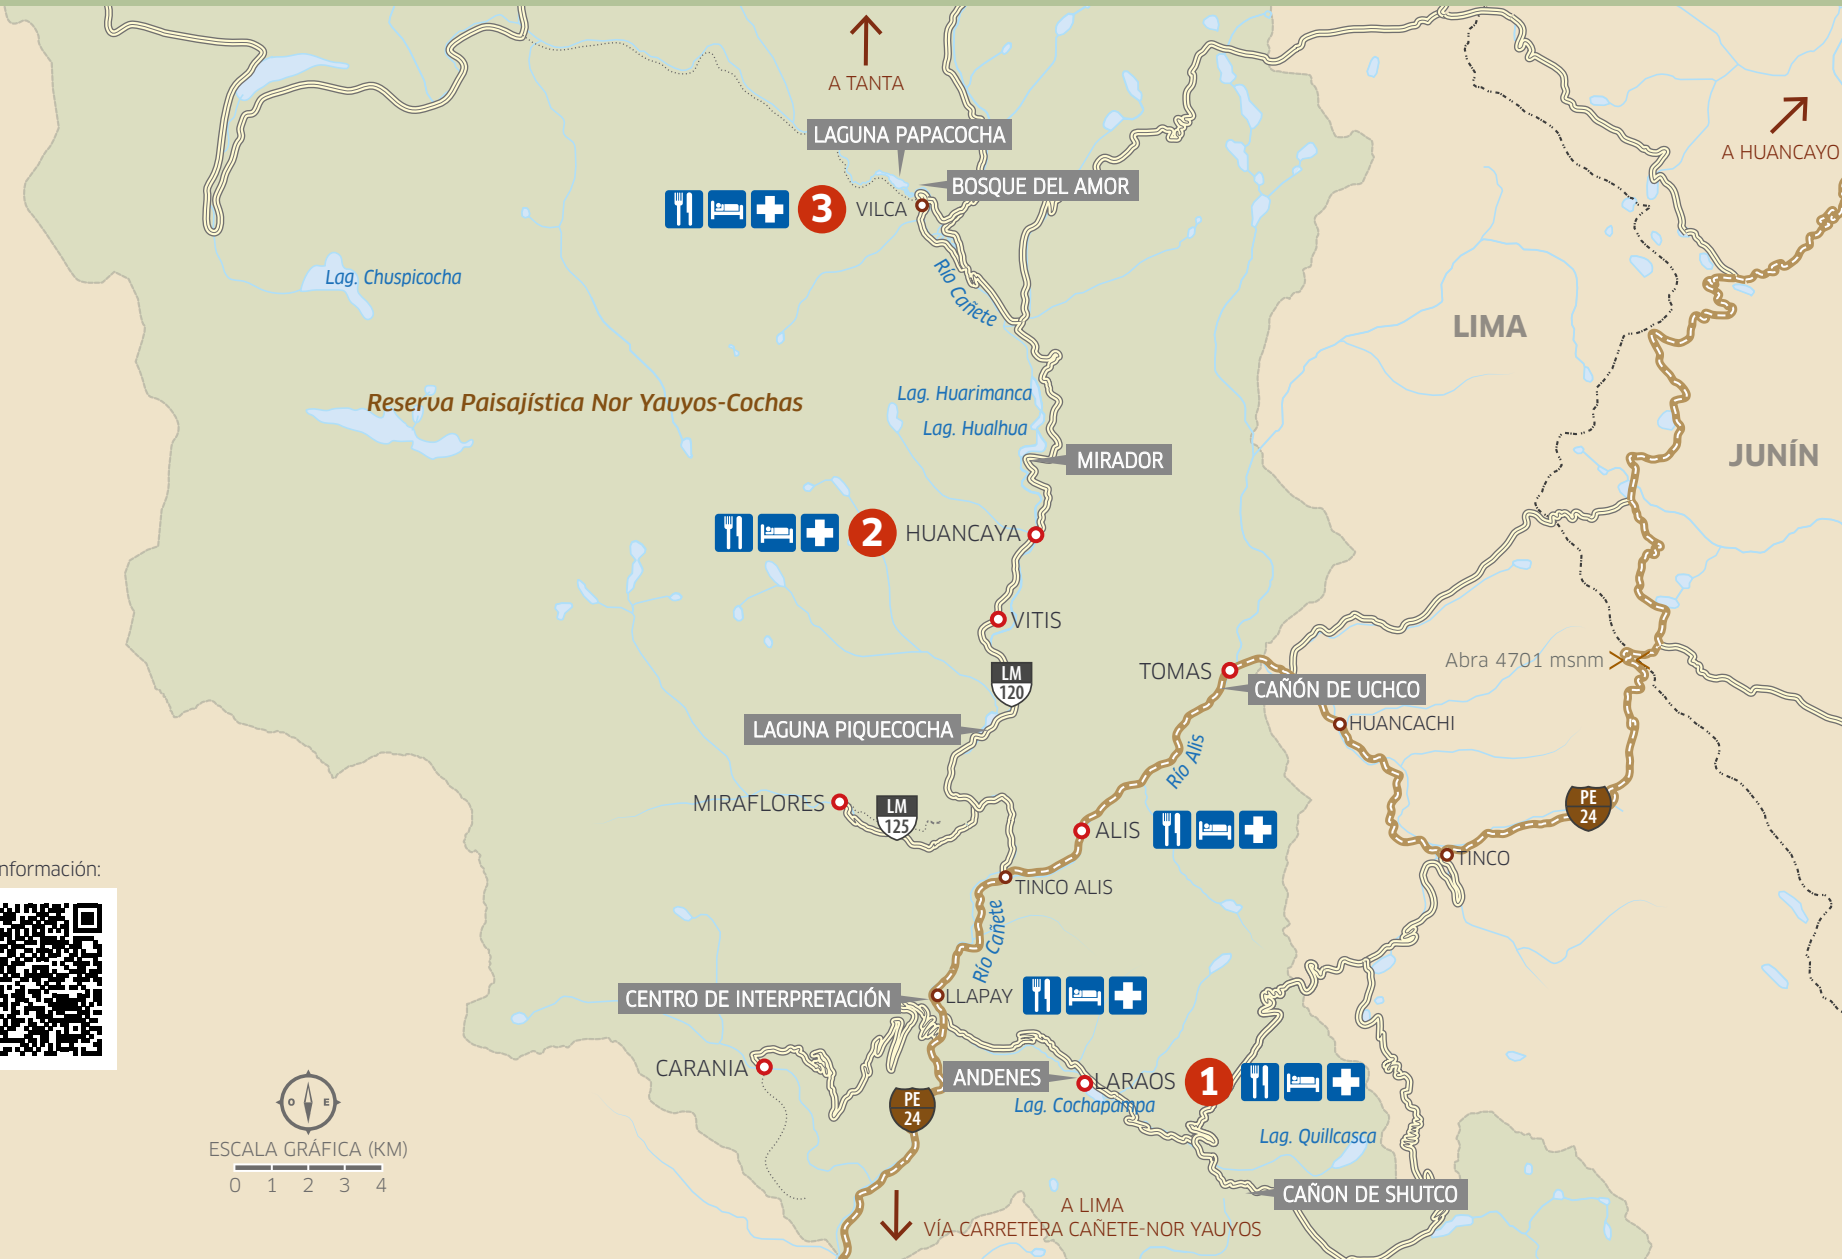 A TANTA
LAGUNA PAPACOCHA
A HUANCAYO
BOSQUE DEL AMOR
3
VILCA
Lag. Chuspicocha
Río Cañete
LIMA
Lag. Huarimanca
Reserva Paisajística Nor Yauyos-Cochas
Lag. Hualhua
MIRADOR
JUNÍN
2
HUANCAYA
VITIS
Abra 4701 msnm
TOMAS
LM
120
CAÑÓN DE UCHCO
HUANCACHI
LAGUNA PIQUECOCHA
Río Alis
MIRAFLORES
LM
125
PE
24
ALIS
TINCO
nformación:
TINCO ALIS
Río Cañete
CENTRO DE INTERPRETACIÓN
LLAPAY
CARANIA
ANDENES
LARAOS
1
Lag. Cochapampa
PE
24
O E
ESCALA GRÁFICA (KM)
0 1 2 3 4
Lag. Quillcasca
CAÑON DE SHUTCO
A LIMA
VÍA CARRETERA CAÑETE-NOR YAUYOS